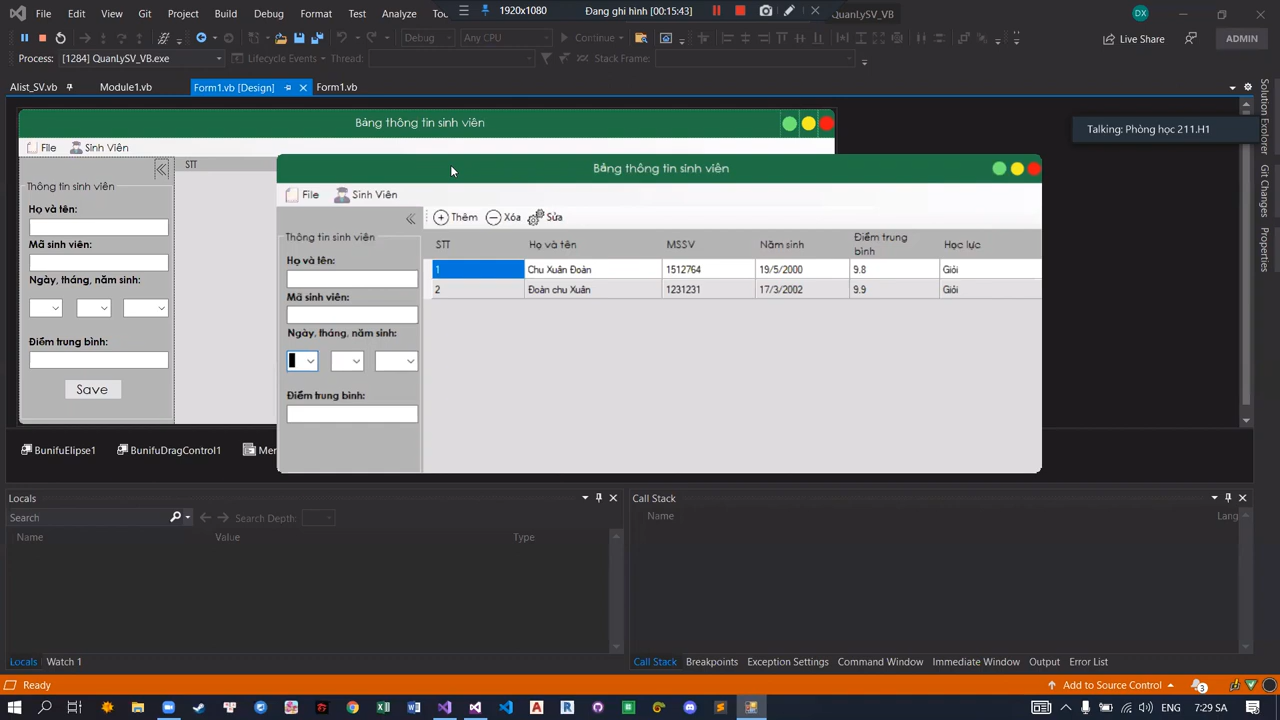 File Edit View Git Project Build Debug Format Test Analyze
1920x1080 Đang ghi hình 00:15:43
QuanLySV_VB
DX
Debug Any CPU Continue
Live Share ADMIN
Process: [1284] QuanLySV_VB.exe Lifecycle Events Thread: Stack Frame:
Alist_SV.vb Module1.vb Form1.vb [Design] Form1.vb
Talking: Phòng học 211.H1
Bảng thông tin sinh viên
File Sinh Viên
STT
Thông tin sinh viên
Họ và tên:
Mã sinh viên:
Ngày, tháng, năm sinh:
Điểm trung bình:
Save
Bảng thông tin sinh viên
File Sinh Viên
Thêm Xóa Sửa
Thông tin sinh viên
Họ và tên:
Mã sinh viên:
Ngày, tháng, năm sinh:
Điểm trung bình:
STT Họ và tên MSSV Năm sinh Điểm trung bình Học lực
1 Chu Xuân Đoàn 1512764 19/5/2000 9.8 Giỏi
2 Đoàn chu Xuân 1231231 17/3/2002 9.9 Giỏi
Solution Explorer
Git Changes
Properties
BunifuElipse1 BunifuDragControl1
Locals
Search Search Depth:
Name Value Type
Call Stack
Name Lang
Locals Watch 1
Call Stack Breakpoints Exception Settings Command Window Immediate Window Output Error List
Ready Add to Source Control 3
7:29 SA